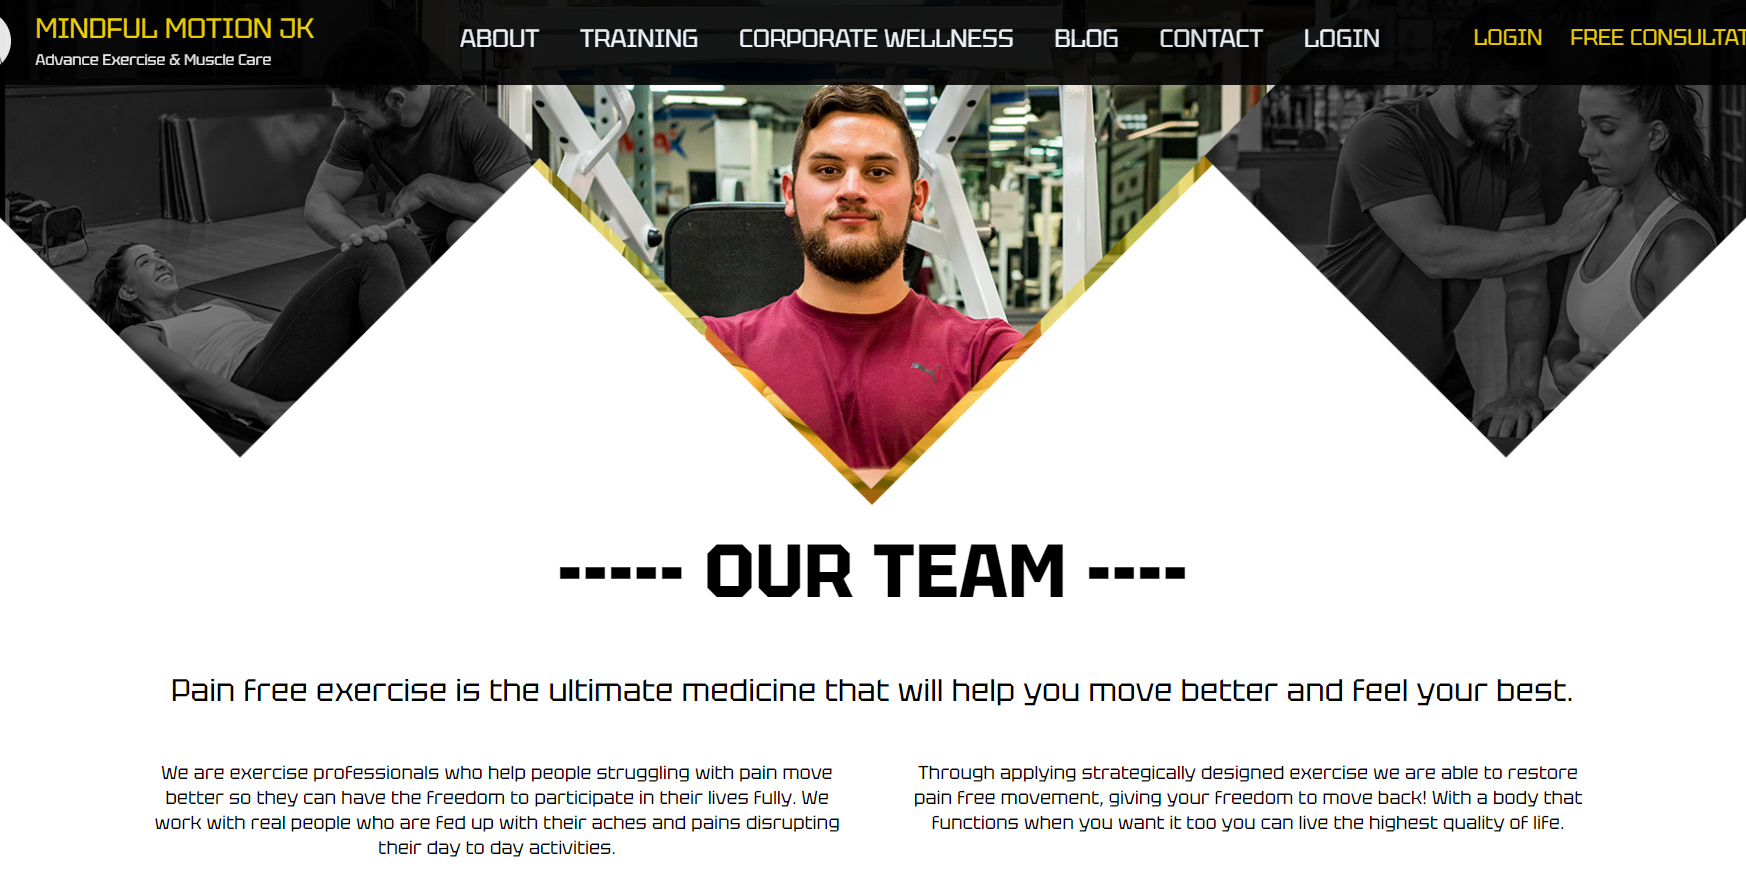 MINDFUL MOTION JK
Advance Exercise & Muscle Care
ABOUT TRAINING CORPORATE WELLNESS BLOG CONTACT LOGIN
LOGIN FREE CONSULTAT
----- OUR TEAM ----
Pain free exercise is the ultimate medicine that will help you move better and feel your best.
We are exercise professionals who help people struggling with pain move
better so they can have the freedom to participate in their lives fully. We
work with real people who are fed up with their aches and pains disrupting
their day to day activities.
Through applying strategically designed exercise we are able to restore
pain free movement, giving your freedom to move back! With a body that
functions when you want it too you can live the highest quality of life.